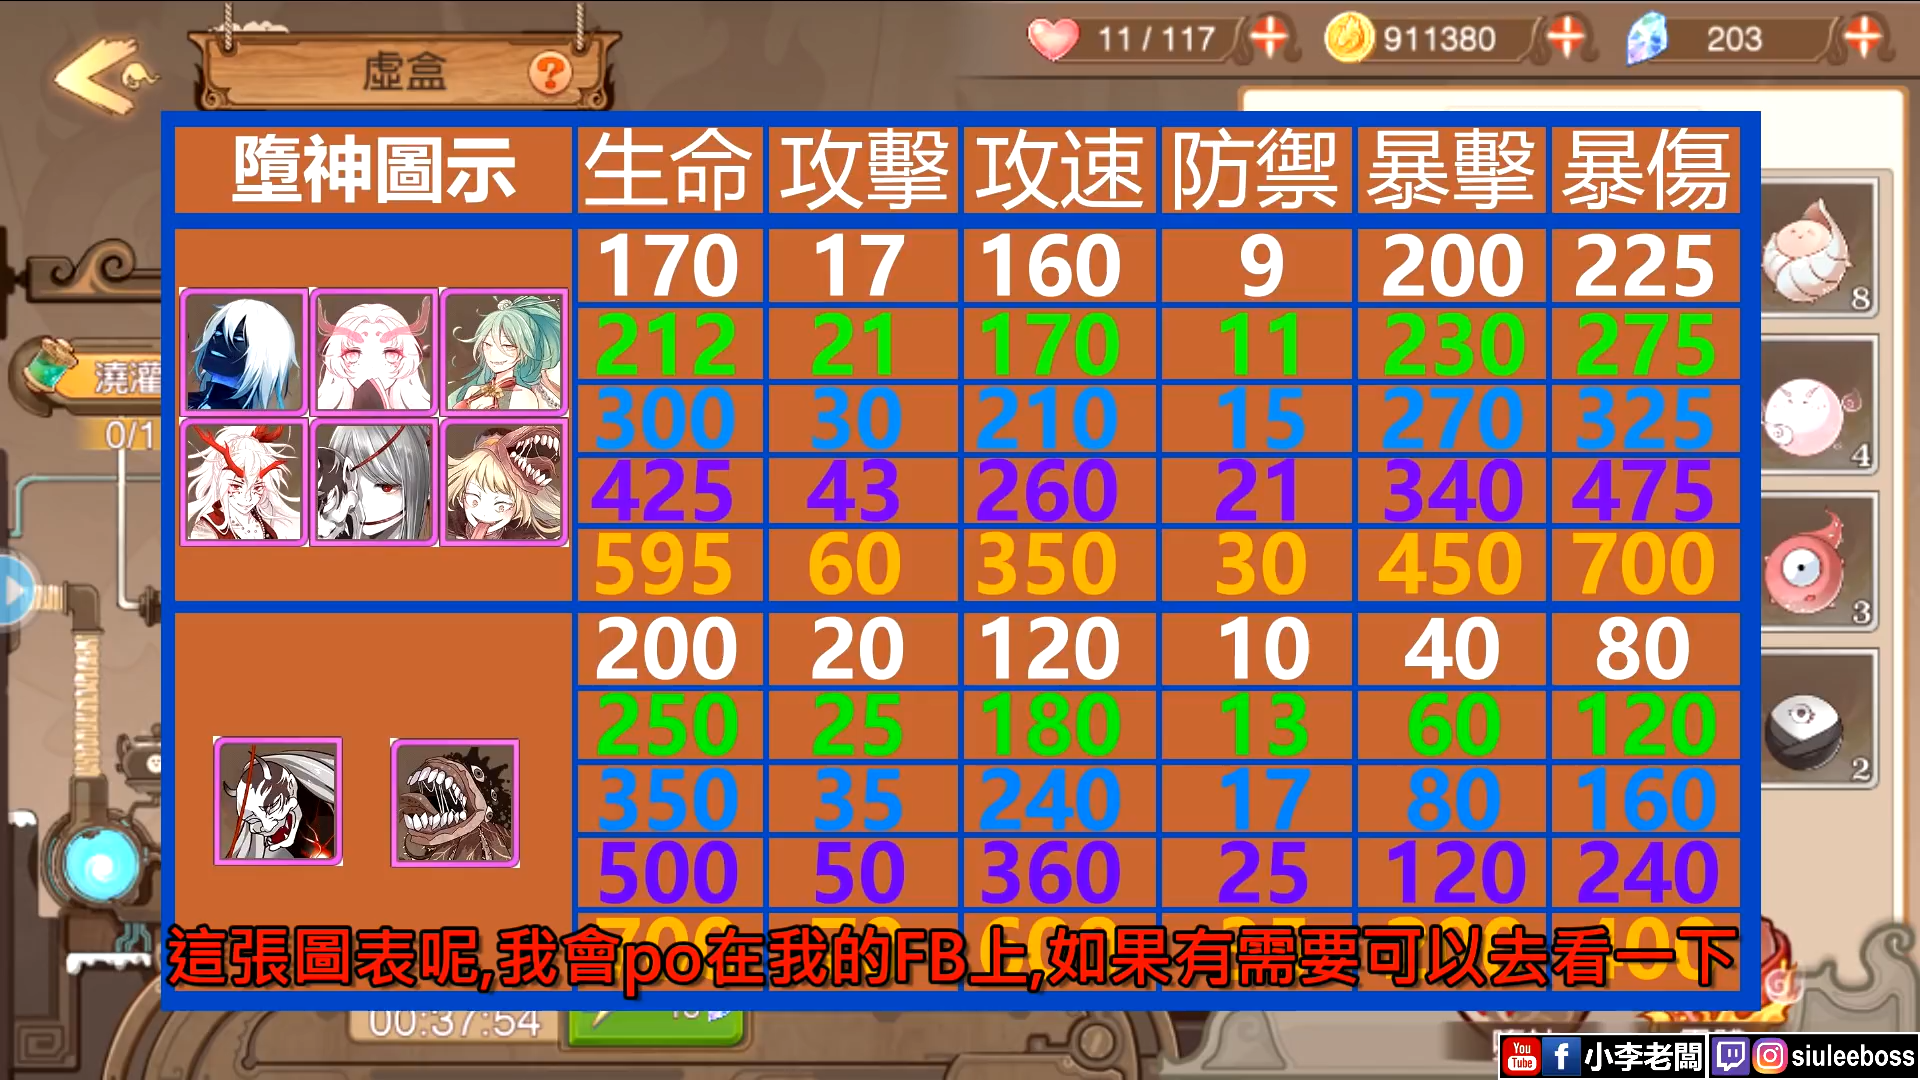 11/117
911380
203
虛盒
?
墮神圖示 生命 攻擊 攻速 防禦 暴擊 暴傷
170 17 160 9 200 225
212 21 170 11 230 275
300 30 210 15 270 325
425 43 260 21 340 475
595 60 350 30 450 700
200 20 120 10 40 80
250 25 180 13 60 120
350 35 240 17 80 160
500 50 360 25 120 240
8
4
3
2
澆灌
0/1
這張圖表呢,我會po在我的FB上,如果有需要可以去看一下
00:37:54
You Tube f 小李老闆 siuleeboss